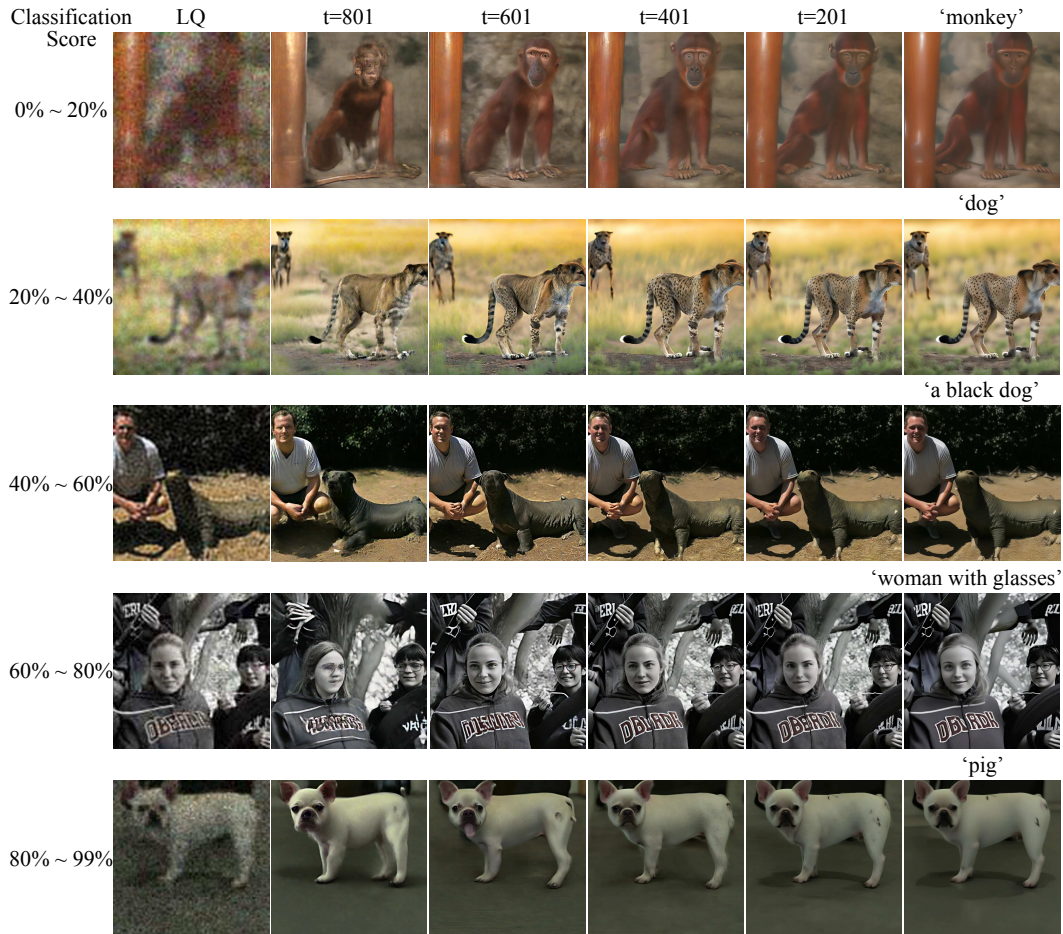 Classification LQ t=801 t=601 t=401 t=201 ‘monkey’
Score
0% ~ 20%
‘dog’
20% ~ 40%
‘a black dog’
40% ~ 60%
‘woman with glasses’
60% ~ 80%
‘pig’
80% ~ 99%